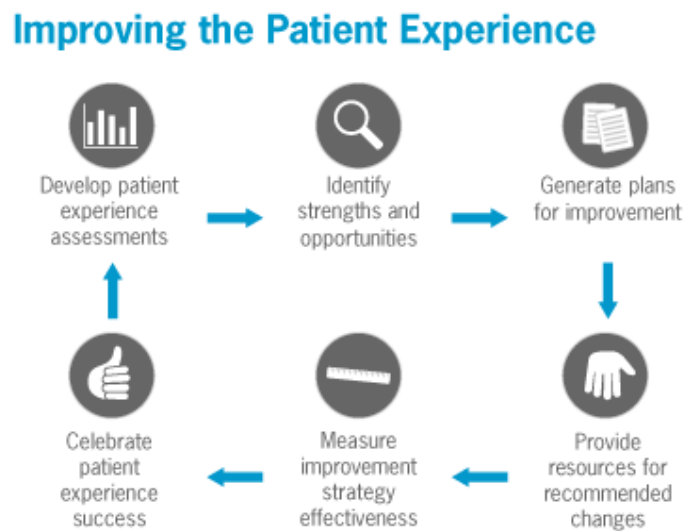 Improving the Patient Experience
Develop patient
experience
assessments
Identify
strengths and
opportunities
Generate plans
for improvement
Celebrate
patient
experience
success
Measure
improvement
strategy
effectiveness
Provide
resources for
recommended
changes